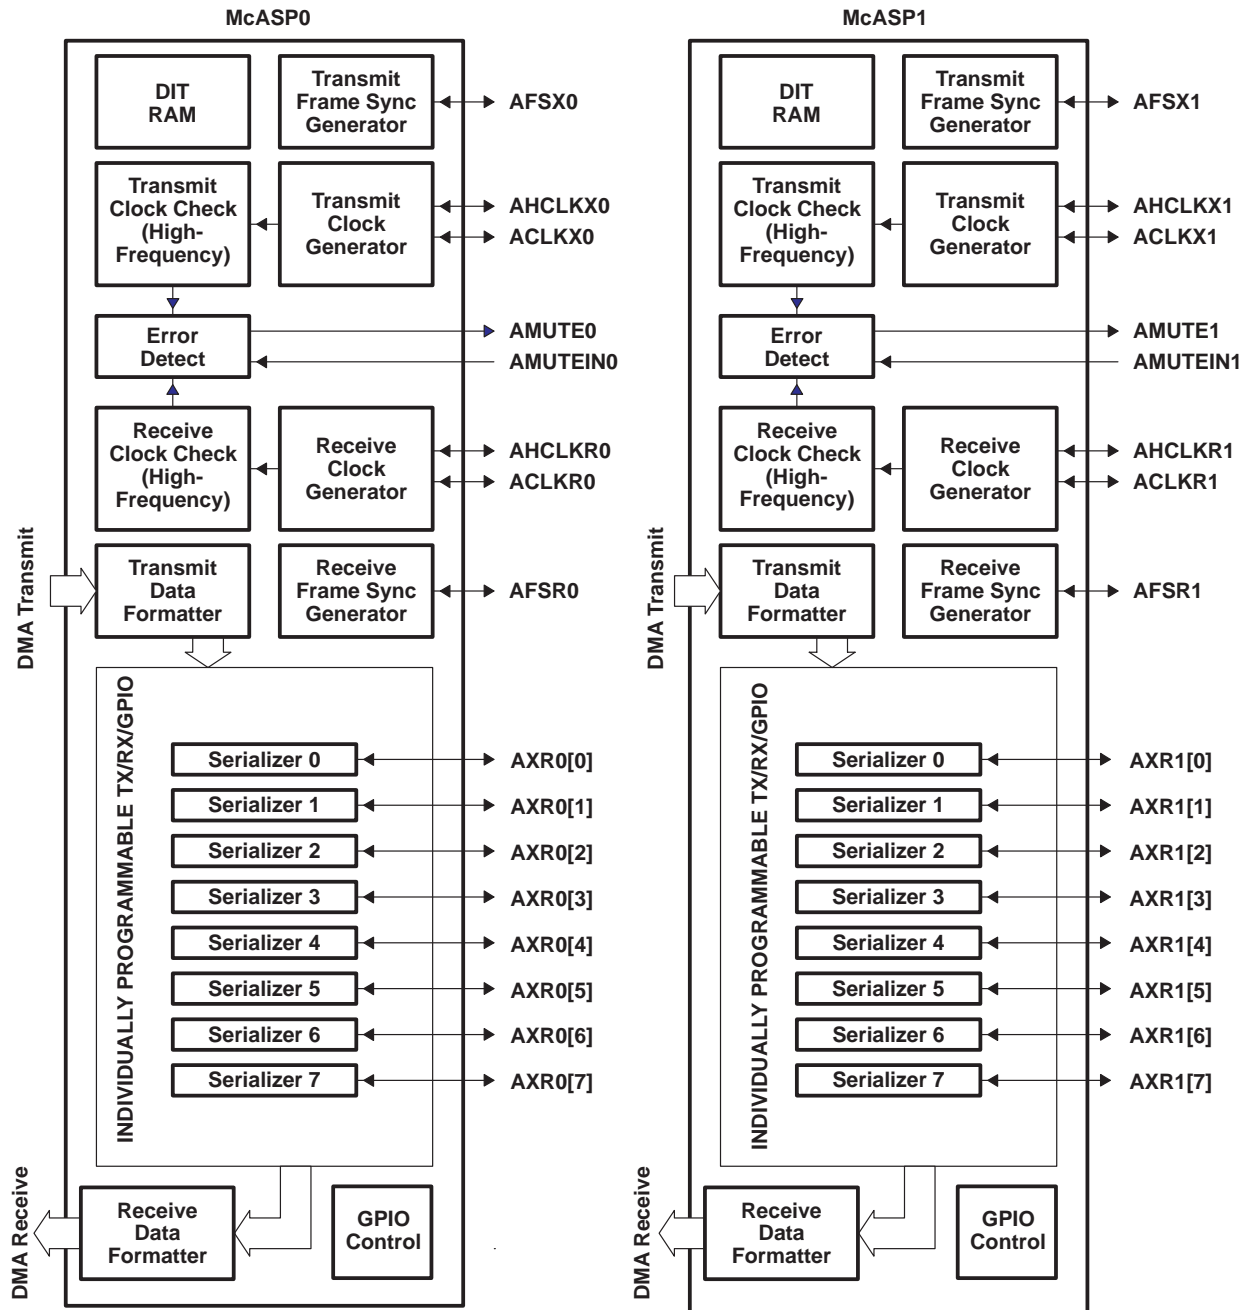 McASP0
DIT
RAM
Transmit
Frame Sync
Generator
AFSX0
Transmit
Clock Check
(High-
Frequency)
Transmit
Clock
Generator
AHCLKX0
ACLKX0
Error
Detect
AMUTE0
AMUTEIN0
Receive
Clock Check
(High-
Frequency)
Receive
Clock
Generator
AHCLKR0
ACLKR0
DMA Transmit
Transmit
Data
Formatter
Receive
Frame Sync
Generator
AFSR0
INDIVIDUALLY PROGRAMMABLE TX/RX/GPIO
Serializer 0
AXR0[0]
Serializer 1
AXR0[1]
Serializer 2
AXR0[2]
Serializer 3
AXR0[3]
Serializer 4
AXR0[4]
Serializer 5
AXR0[5]
Serializer 6
AXR0[6]
Serializer 7
AXR0[7]
DMA Receive
Receive
Data
Formatter
GPIO
Control
McASP1
DIT
RAM
Transmit
Frame Sync
Generator
AFSX1
Transmit
Clock Check
(High-
Frequency)
Transmit
Clock
Generator
AHCLKX1
ACLKX1
Error
Detect
AMUTE1
AMUTEIN1
Receive
Clock Check
(High-
Frequency)
Receive
Clock
Generator
AHCLKR1
ACLKR1
DMA Transmit
Transmit
Data
Formatter
Receive
Frame Sync
Generator
AFSR1
INDIVIDUALLY PROGRAMMABLE TX/RX/GPIO
Serializer 0
AXR1[0]
Serializer 1
AXR1[1]
Serializer 2
AXR1[2]
Serializer 3
AXR1[3]
Serializer 4
AXR1[4]
Serializer 5
AXR1[5]
Serializer 6
AXR1[6]
Serializer 7
AXR1[7]
DMA Receive
Receive
Data
Formatter
GPIO
Control